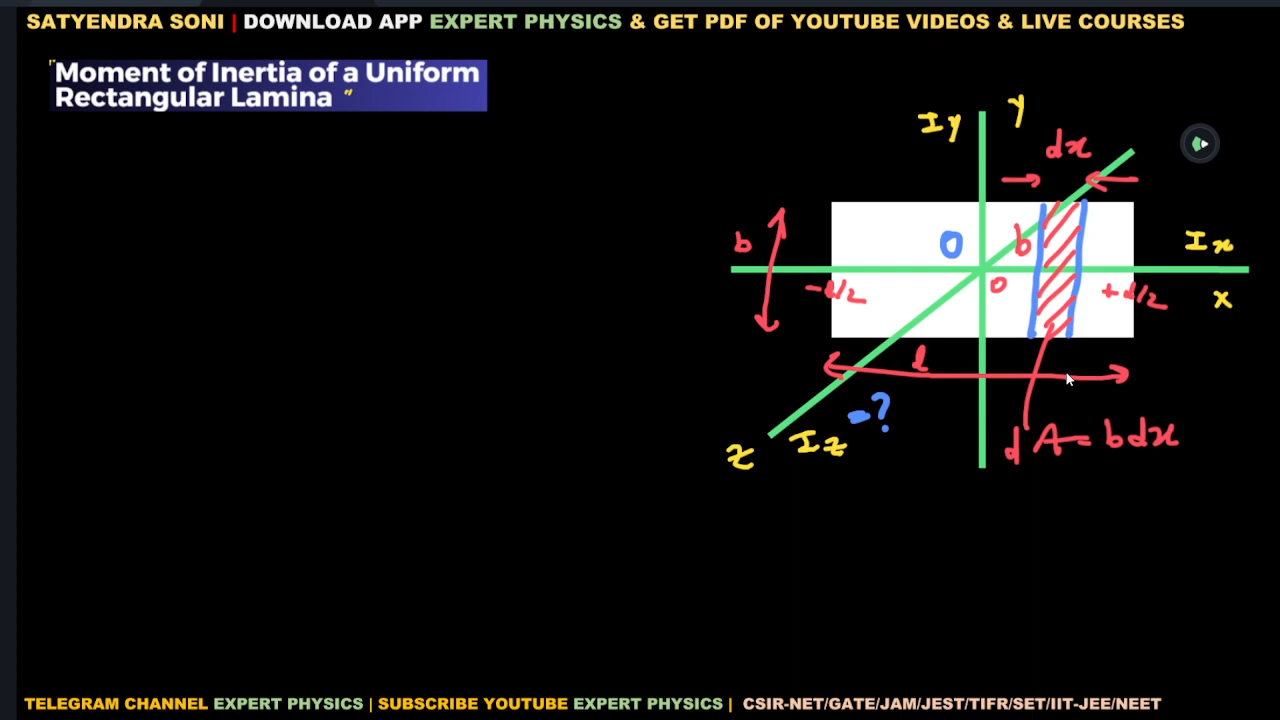 SATYENDRA SONI | DOWNLOAD APP EXPERT PHYSICS & GET PDF OF YOUTUBE VIDEOS & LIVE COURSES
"Moment of Inertia of a Uniform
Rectangular Lamina "
Iy
y
dx
b
O
b
Ix
-l/2
o
+l/2
x
l
= ?
z
Iz
dA = bdx
TELEGRAM CHANNEL EXPERT PHYSICS | SUBSCRIBE YOUTUBE EXPERT PHYSICS | CSIR-NET/GATE/JAM/JEST/TIFR/SET/IIT-JEE/NEET